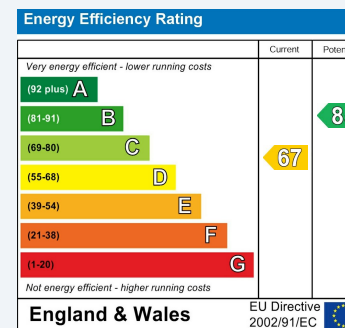 Energy Efficiency Rating
Current
Very energy efficient - lower running costs
(92 plus) A
(81-91) B
(69-80) C
(55-68) D
(39-54) E
(21-38) F
(1-20) G
67
Not energy efficient - higher running costs
England & Wales
EU Directive
2002/91/EC